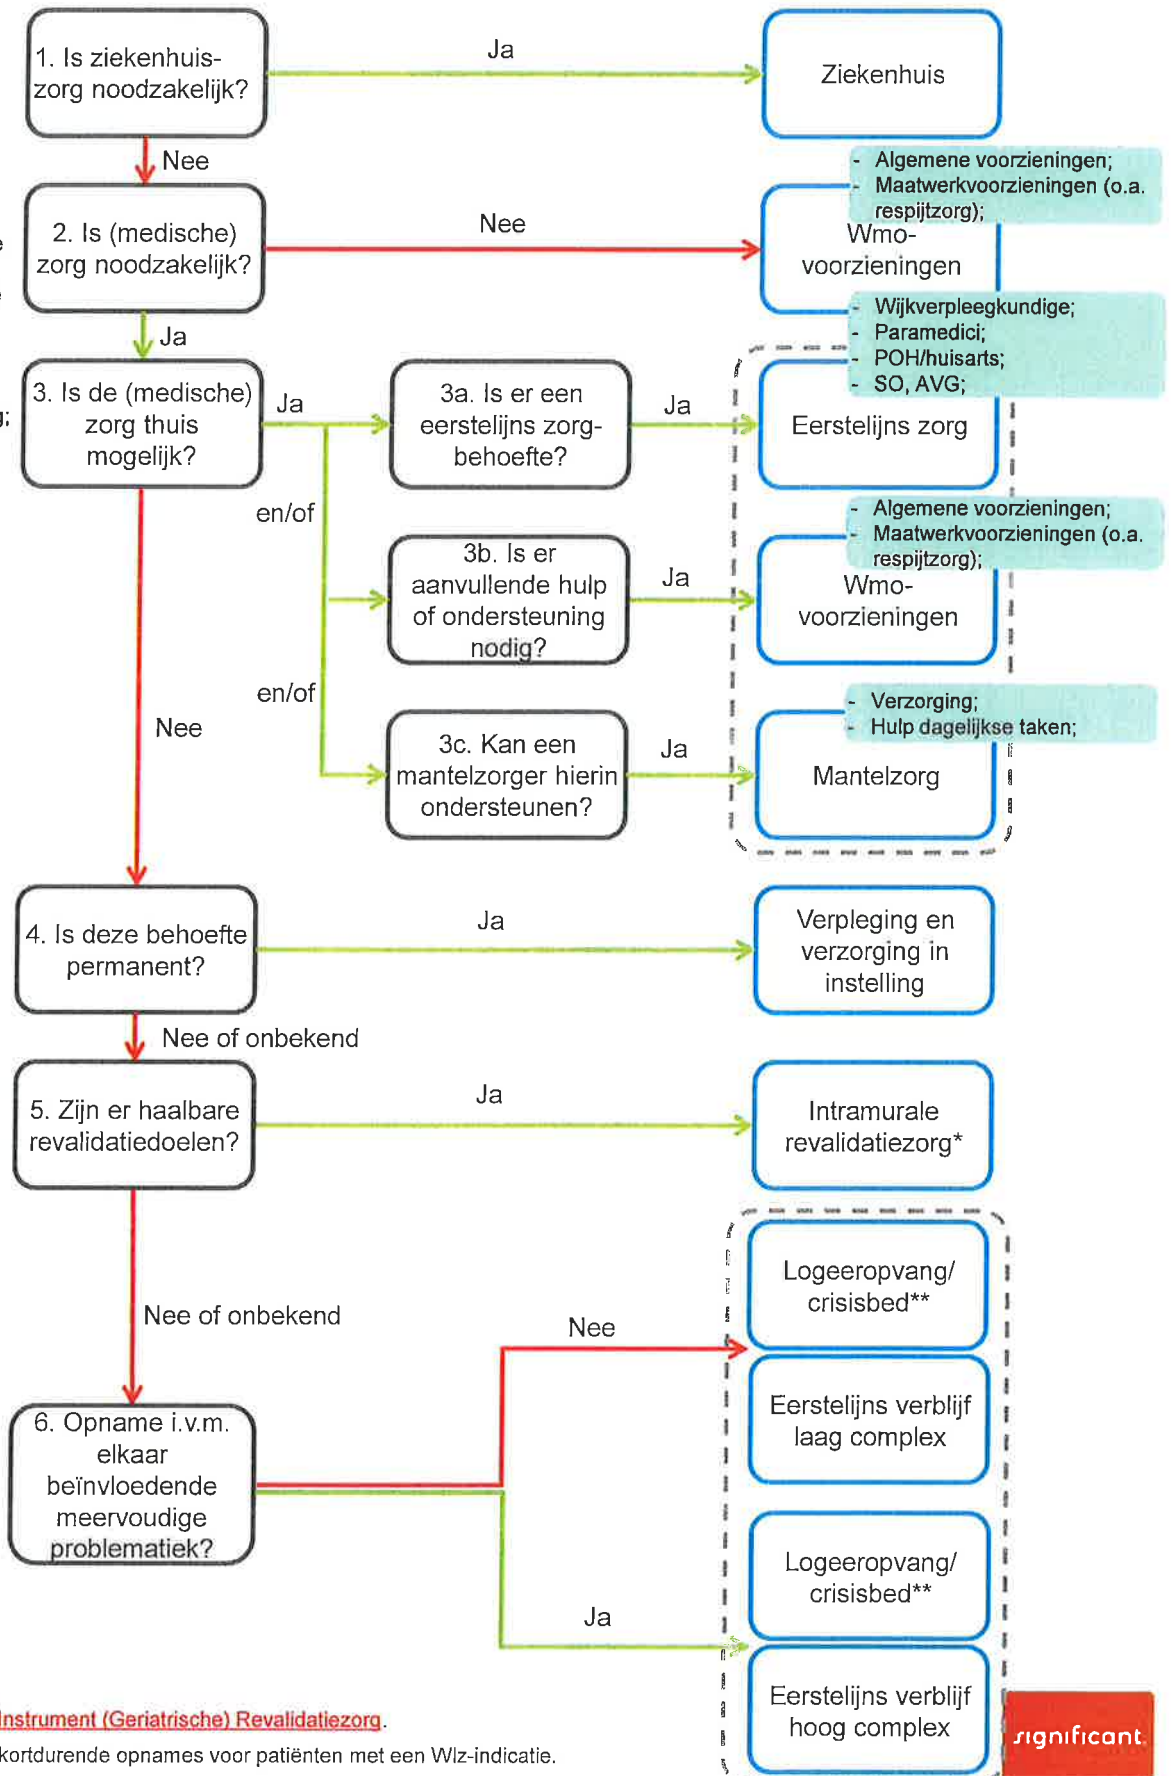 1. Is ziekenhuis-
zorg noodzakelijk?
Ja
Ziekenhuis
Nee
- Algemene voorzieningen;
- Maatwerkvoorzieningen (o.a.
respijtzorg);
e
e
2. Is (medische)
zorg noodzakelijk?
Nee
Wmo-
voorzieningen
Ja
- Wijkverpleegkundige;
- Paramedici;
- POH/huisarts;
- SO, AVG;
g;
3. Is de (medische)
zorg thuis
mogelijk?
Ja
3a. Is er een
eerstelijns zorg-
behoefte?
Ja
Eerstelijns zorg
en/of
- Algemene voorzieningen;
- Maatwerkvoorzieningen (o.a.
respijtzorg);
3b. Is er
aanvullende hulp
of ondersteuning
nodig?
Ja
Wmo-
voorzieningen
en/of
Nee
- Verzorging;
- Hulp dagelijkse taken;
3c. Kan een
mantelzorger hierin
ondersteunen?
Ja
Mantelzorg
4. Is deze behoefte
permanent?
Ja
Verpleging en
verzorging in
instelling
Nee of onbekend
5. Zijn er haalbare
revalidatiedoelen?
Ja
Intramurale
revalidatiezorg*
Nee of onbekend
Logeeropvang/
crisisbed**
Nee
Eerstelijns verblijf
laag complex
6. Opname i.v.m.
elkaar
beïnvloedende
meervoudige
problematiek?
Logeeropvang/
crisisbed**
Ja
Eerstelijns verblijf
hoog complex
Instrument (Geriatrische) Revalidatiezorg.
kortdurende opnames voor patiënten met een Wlz-indicatie.
significant